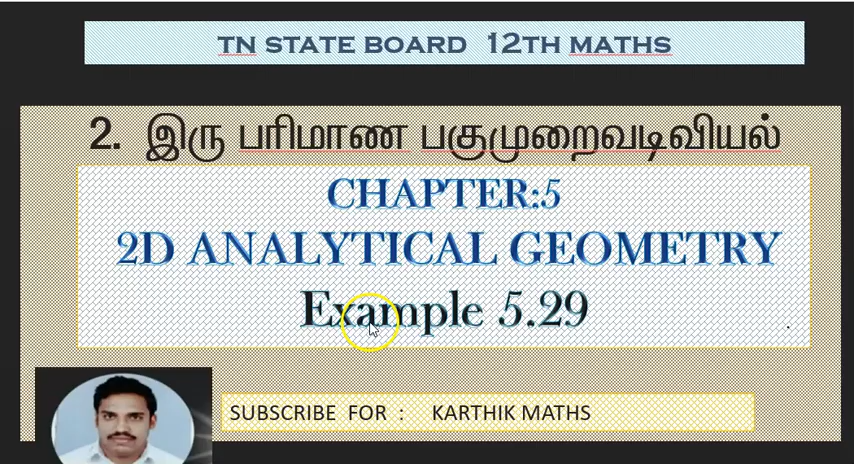 TN STATE BOARD 12TH MATHS
2. இரு பரிமாண பகுமுறைவடிவியல்
CHAPTER:5
2D ANALYTICAL GEOMETRY
Example 5.29
SUBSCRIBE FOR : KARTHIK MATHS